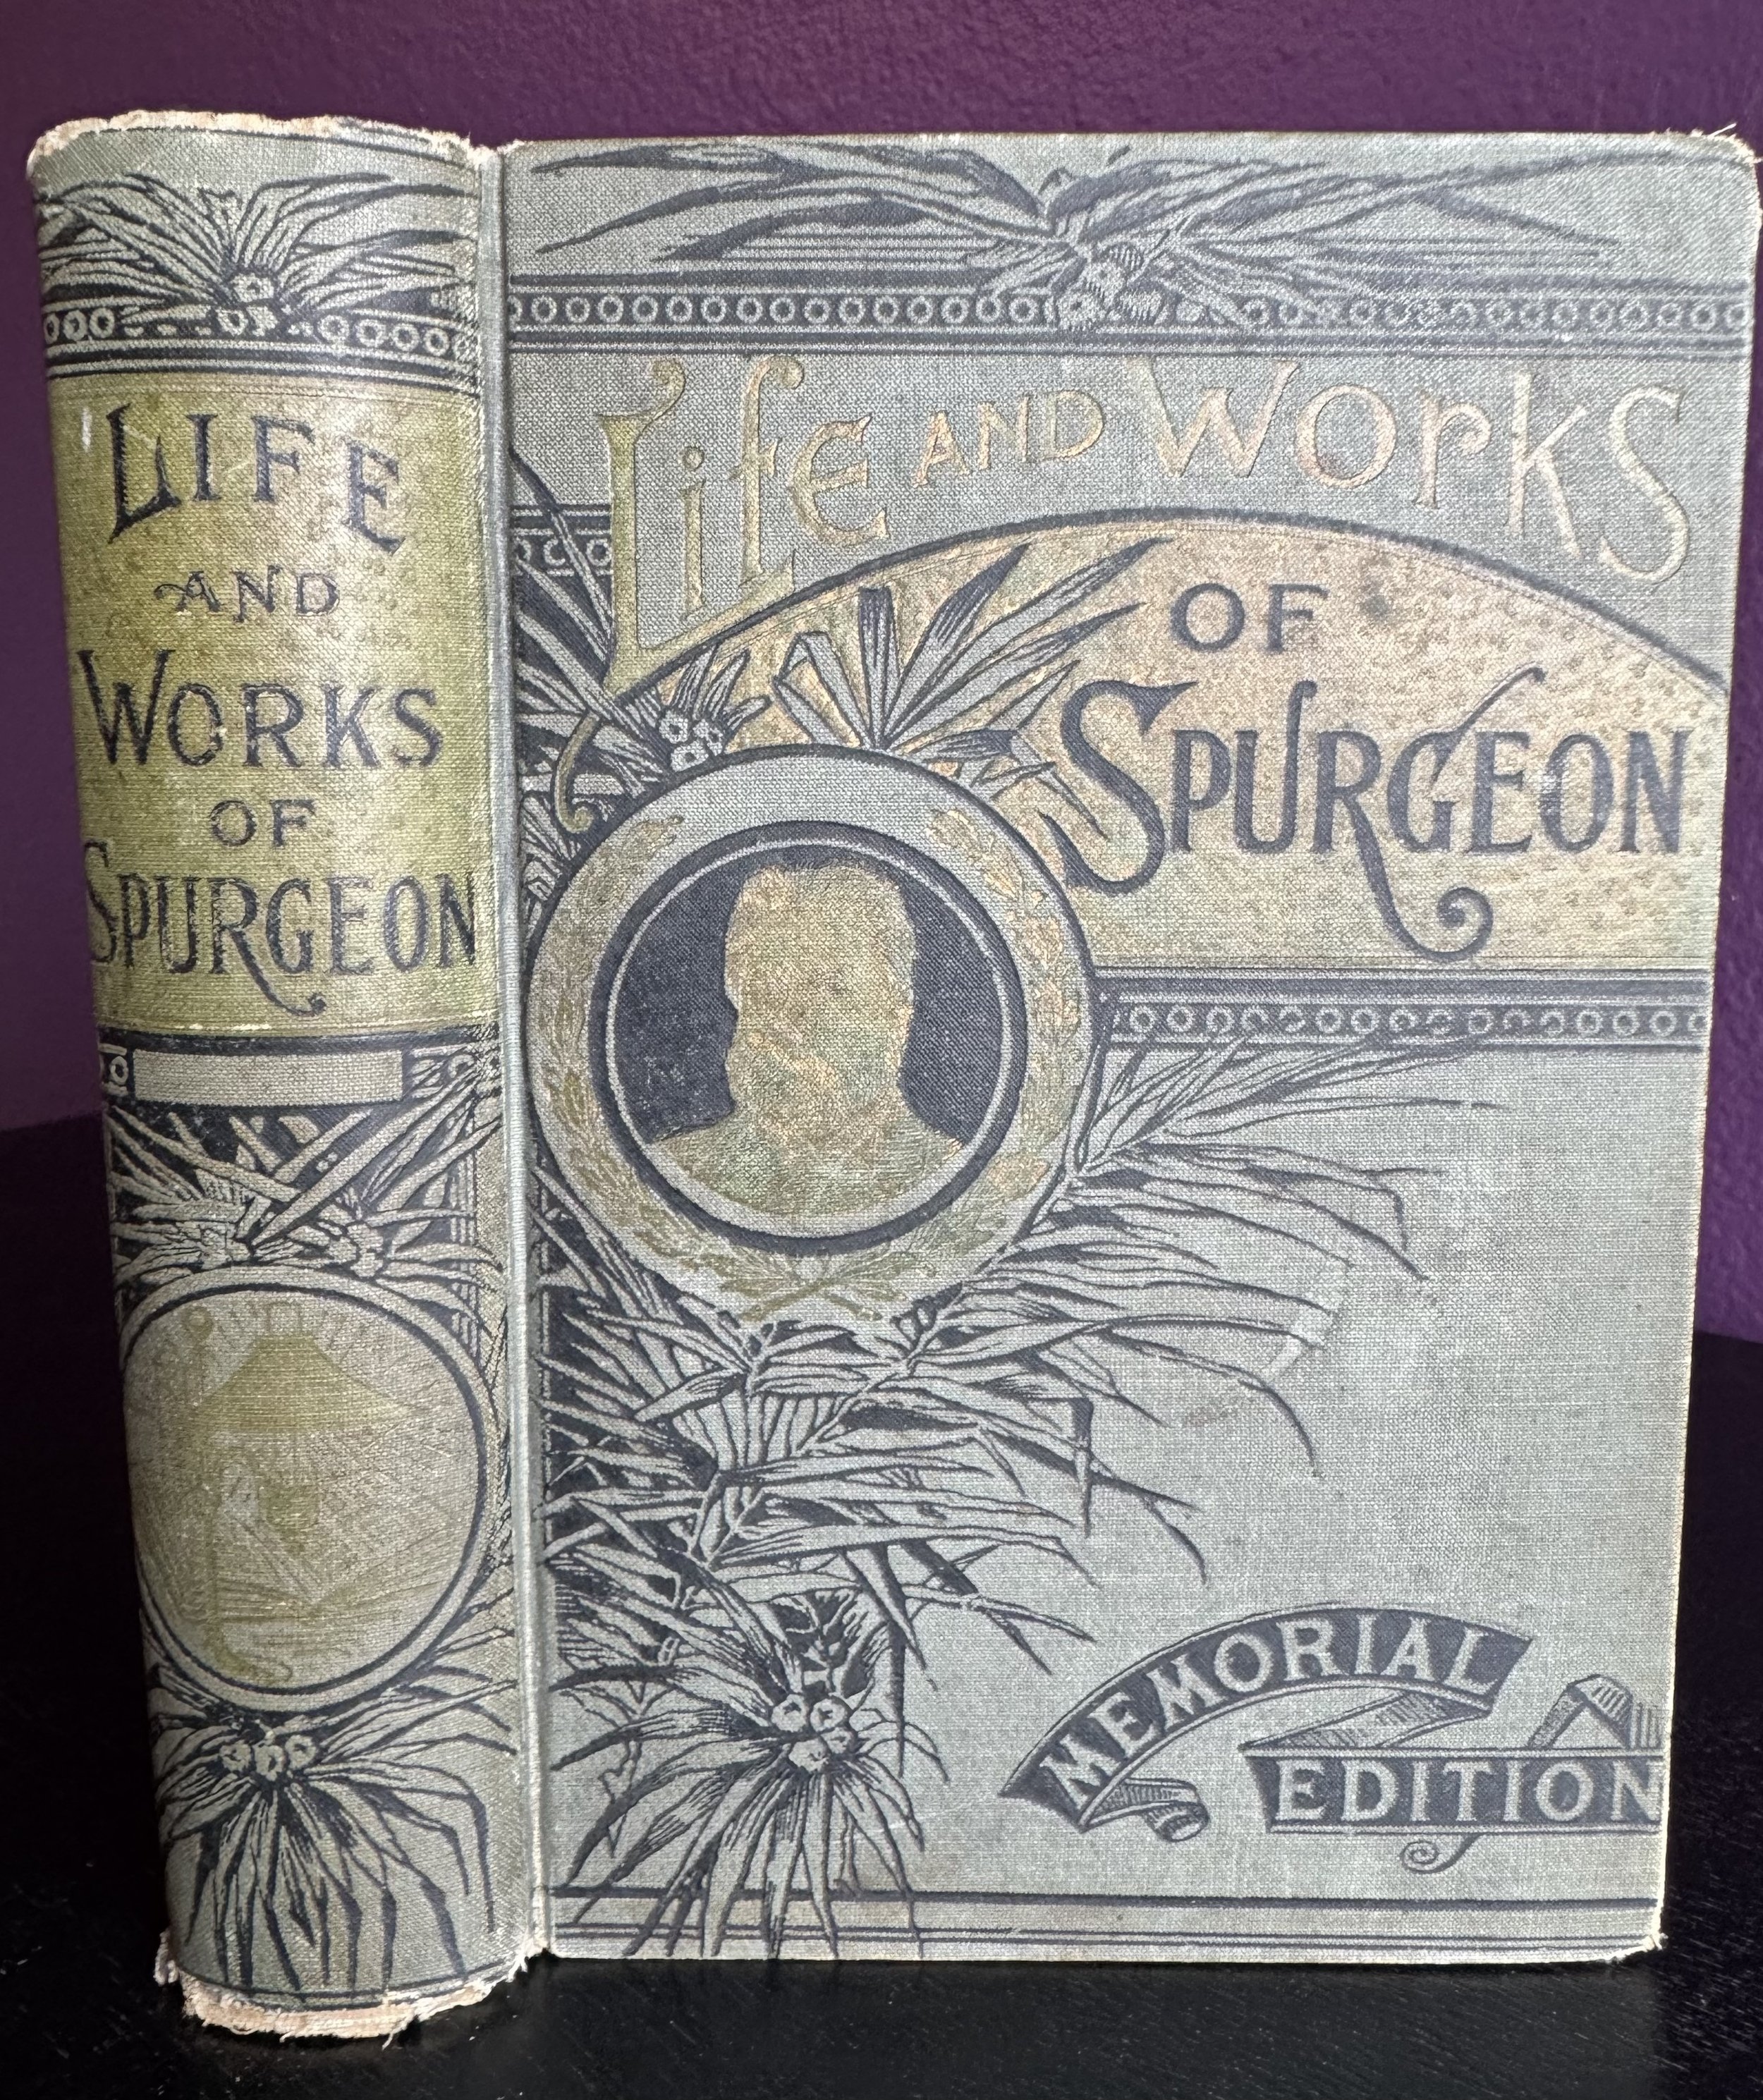 LIFE
AND
WORKS
OF
SPURGEON
Life AND Works
OF
SPURGEON
MEMORIAL
EDITION